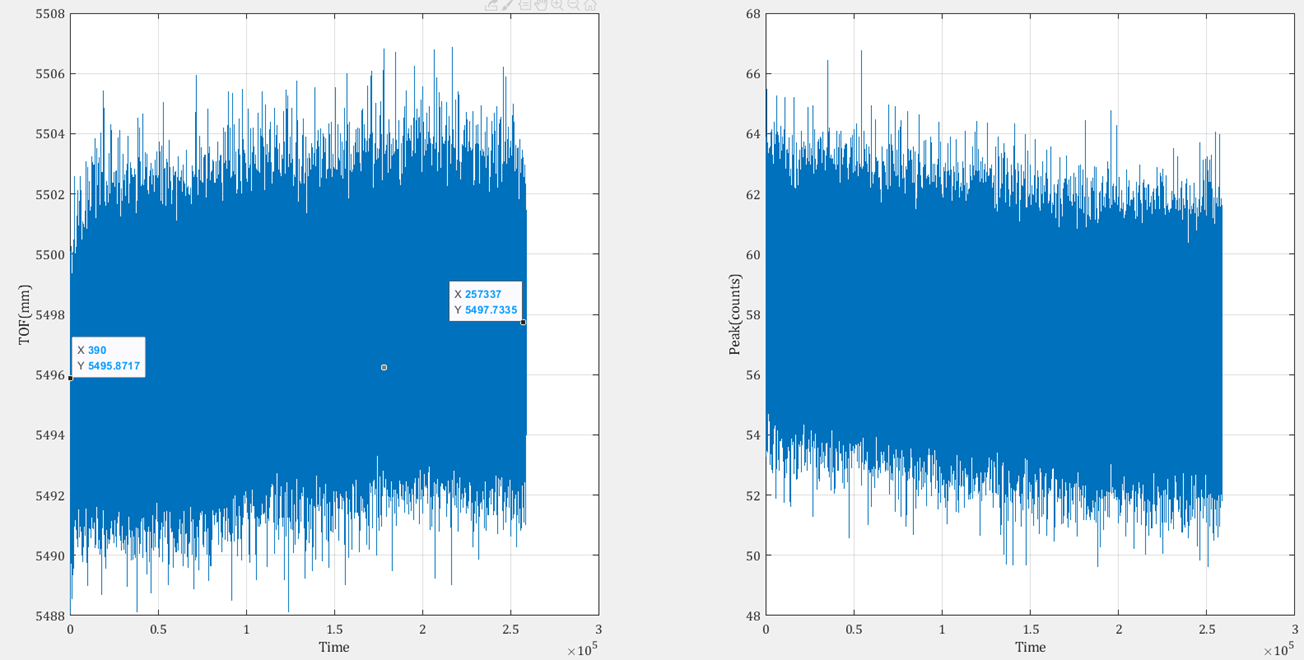 5508
5506
5504
5502
5500
5498
5496
5494
5492
5490
5488
TOF(mm)
X 390
Y 5495.8717
X 257337
Y 5497.7335
0 0.5 1 1.5 2 2.5 3
Time
×10^5
68
66
64
62
60
58
56
54
52
50
48
Peak(counts)
0 0.5 1 1.5 2 2.5 3
Time
×10^5